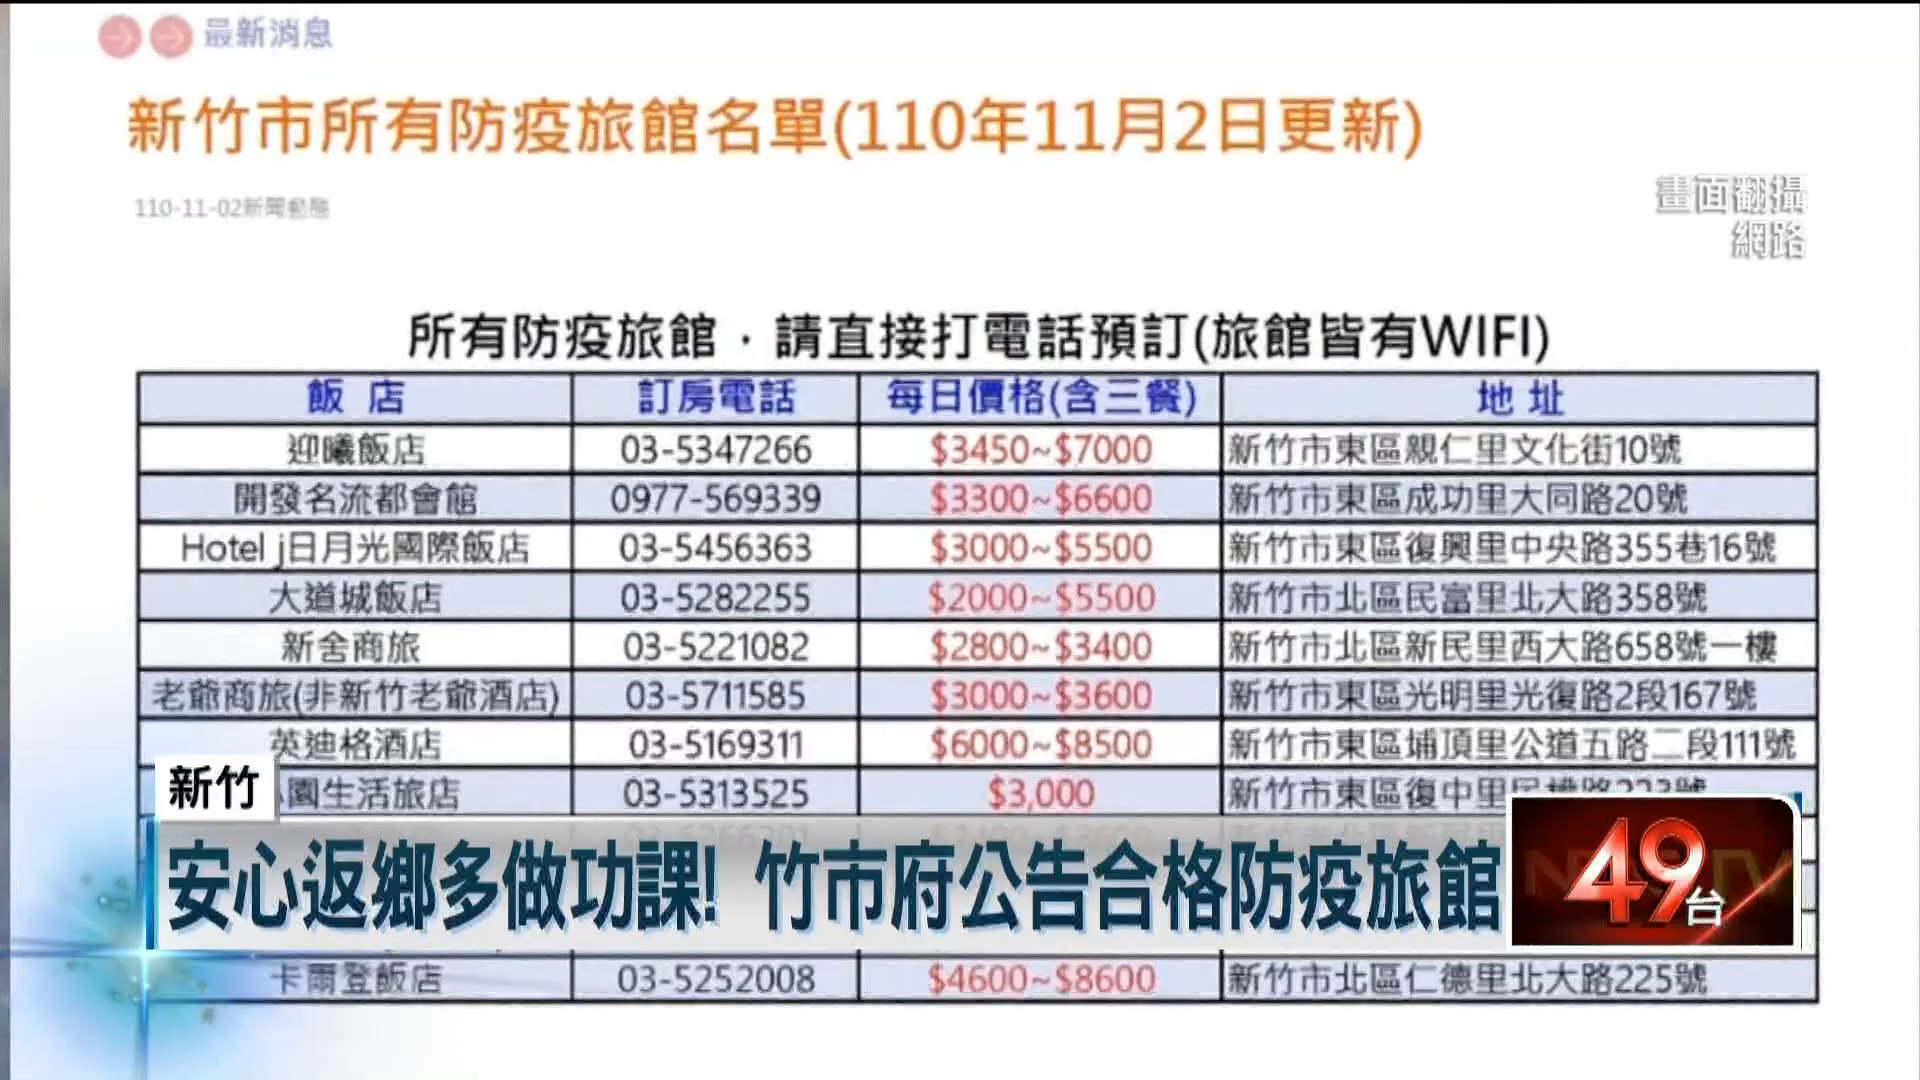 最新消息
新竹市所有防疫旅館名單(110年11月2日更新)
110-11-02新聞動態
畫面翻攝
網路
所有防疫旅館，請直接打電話預訂(旅館皆有WIFI)
飯 店 訂房電話 每日價格(含三餐) 地 址
迎曦飯店 03-5347266 $3450~$7000 新竹市東區親仁里文化街10號
開發名流都會館 0977-569339 $3300~$6600 新竹市東區成功里大同路20號
Hotel j日月光國際飯店 03-5456363 $3000~$5500 新竹市東區復興里中央路355巷16號
大道城飯店 03-5282255 $2000~$5500 新竹市北區民富里北大路358號
新舍商旅 03-5221082 $2800~$3400 新竹市北區新民里西大路658號一樓
老爺商旅(非新竹老爺酒店) 03-5711585 $3000~$3600 新竹市東區光明里光復路2段167號
英迪格酒店 03-5169311 $6000~$8500 新竹市東區埔頂里公道五路二段111號
園生活旅店 03-5313525 $3,000 新竹市東區復中里
新竹
安心返鄉多做功課! 竹市府公告合格防疫旅館
49台
卡爾登飯店 03-5252008 $4600~$8600 新竹市北區仁德里北大路225號